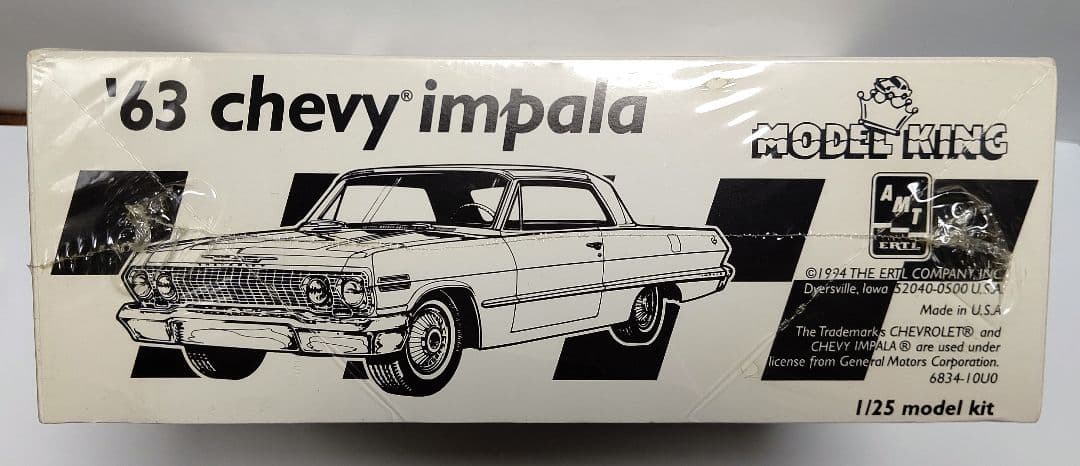 '63 chevy® impala
MODEL KING
AMT
ERTL
©1994 THE ERTL COMPANY, INC.
Dyersville, Iowa 52040-0500 U.S.A.
Made in U.S.A.
The Trademarks CHEVROLET® and
CHEVY IMPALA® are used under
license from General Motors Corporation.
6834-10U0
1/25 model kit